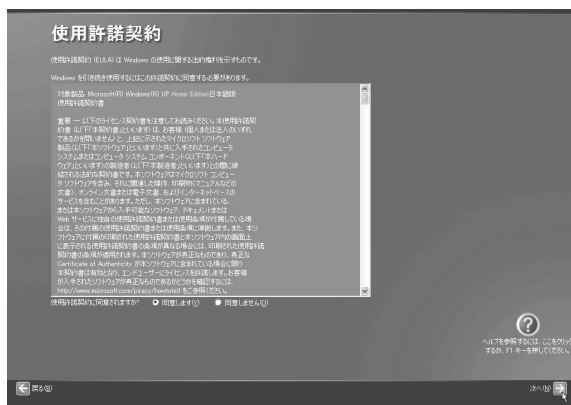 使用許諾契約
使用許諾契約 (EULA) は Windows の使用に関する法的権利を示すものです。
Windows を引き続き使用するにはこの許諾契約に同意する必要があります。
対象製品 Microsoft(R) Windows(R) XP Home Edition日本語版
使用許諾契約書
重要 ― 以下のライセンス契約書を注意してお読みください。本使用許諾契
約書 (以下「本契約書」といいます) は、お客様 (個人または法人のいずれ
であるかを問いません) と、上記に示されたマイクロソフト ソフトウェア
製品 (以下「本ソフトウェア」といいます) と共に入手されたコンピュータ
システムまたはコンピュータ システム コンポーネント (以下「本ハード
ウェア」といいます) の製造者 (以下「本製造者」といいます) との間に締
結される法的な契約書です。本ソフトウェアはマイクロソフト コンピュー
タ ソフトウェアを含み、それに関連した媒体、印刷物 (マニュアルなどの
文書)、オンライン文書または電子文書、およびインターネットベースの
サービスを含むことがあります。ただし、本ソフトウェアに含まれている、
または本ソフトウェアから入手可能なソフトウェア、ドキュメントまたは
Web サービスに独自の使用許諾契約書または使用条項が付属している場
合は、その付属の使用許諾契約書または使用条項に準拠します。また、本ソ
フトウェアに付属の印刷された使用許諾契約書と本ソフトウェア内の画面上
に表示される使用許諾契約書の条項が異なる場合には、印刷された使用許諾
契約書の条項が適用されます。本ソフトウェアが真正なものであり、真正な
Certificate of Authenticity が本ソフトウェアに含まれている場合に限り
本契約書は有効となり、エンドユーザーにライセンスを許諾します。お客様
が入手されたソフトウェアが真正なものであるかどうかを確認するには、
http://www.microsoft.com/piracy/howtotell をご参照ください。
使用許諾契約に同意されますか?
同意します(Y)
同意しません(O)
ヘルプを参照するには、ここをクリッ
するか、F1 キーを押してください。
戻る(B)
次へ(N)